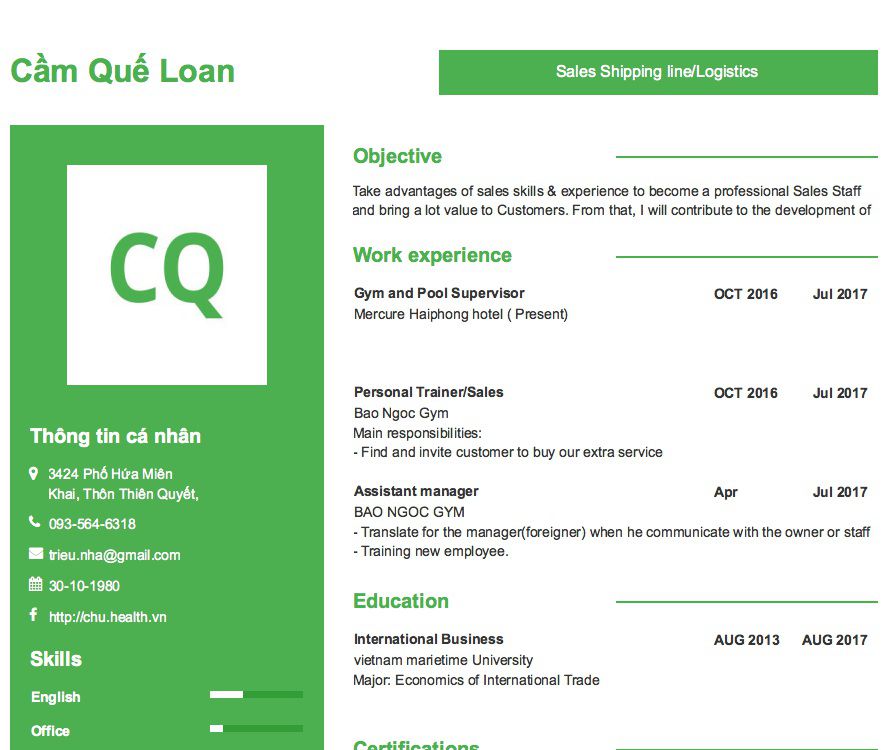 Cầm Quế Loan
Sales Shipping line/Logistics
CQ
Thông tin cá nhân
3424 Phố Hứa Miên
Khai, Thôn Thiên Quyết,
093-564-6318
trieu.nha@gmail.com
30-10-1980
http://chu.health.vn
Skills
English
Office
Objective
Take advantages of sales skills & experience to become a professional Sales Staff
and bring a lot value to Customers. From that, I will contribute to the development of
Work experience
Gym and Pool Supervisor OCT 2016 Jul 2017
Mercure Haiphong hotel ( Present)
Personal Trainer/Sales OCT 2016 Jul 2017
Bao Ngoc Gym
Main responsibilities:
- Find and invite customer to buy our extra service
Assistant manager Apr Jul 2017
BAO NGOC GYM
- Translate for the manager(foreigner) when he communicate with the owner or staff
- Training new employee.
Education
International Business AUG 2013 AUG 2017
vietnam marietime University
Major: Economics of International Trade
Certifications